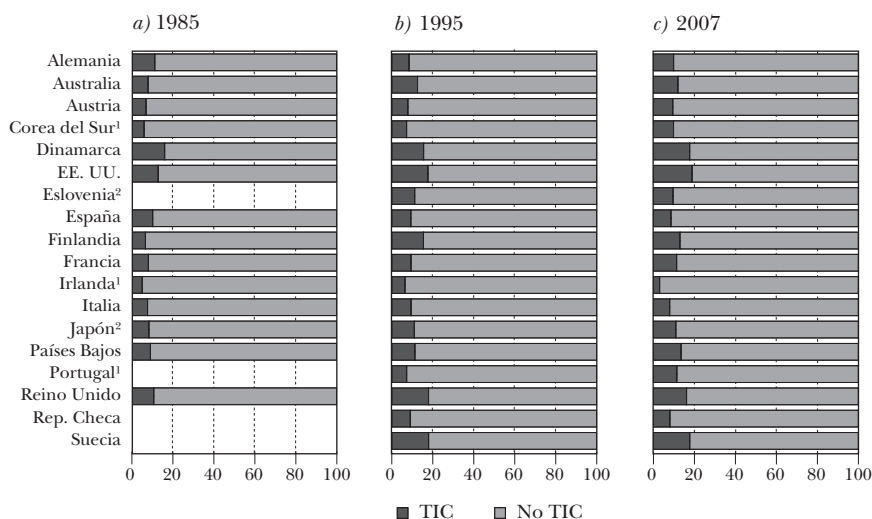 a) 1985 b) 1995 c) 2007
Alemania
Australia
Austria
Corea del Sur¹
Dinamarca
EE. UU.
Eslovenia²
España
Finlandia
Francia
Irlanda¹
Italia
Japón²
Países Bajos
Portugal¹
Reino Unido
Rep. Checa
Suecia
0 20 40 60 80 100 0 20 40 60 80 100 0 20 40 60 80 100
TIC No TIC